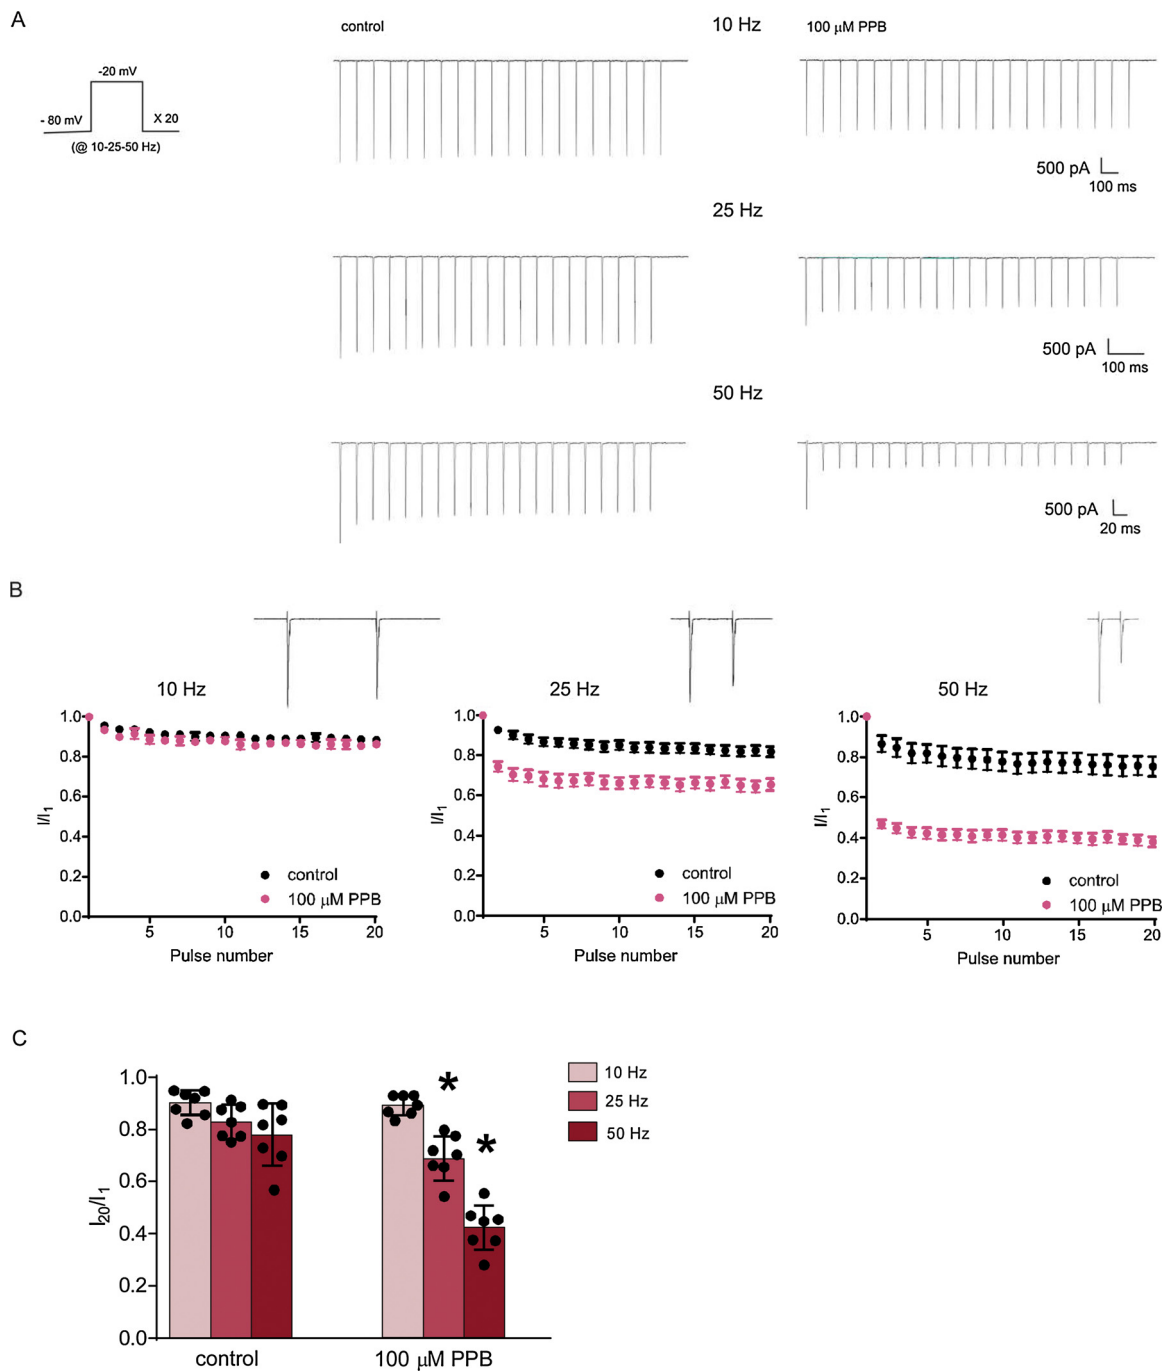 A
control
10 Hz
100 μM PPB
-20 mV
- 80 mV
X 20
(@ 10-25-50 Hz)
500 pA
100 ms
25 Hz
500 pA
100 ms
50 Hz
500 pA
20 ms
B
10 Hz
1.0
0.8
0.6
0.4
0.2
0.0
I/I1
control
100 μM PPB
5
10
15
20
Pulse number
25 Hz
1.0
0.8
0.6
0.4
0.2
0.0
I/I1
control
100 μM PPB
5
10
15
20
Pulse number
50 Hz
1.0
0.8
0.6
0.4
0.2
0.0
I/I1
control
100 μM PPB
5
10
15
20
Pulse number
C
1.0
0.8
0.6
0.4
0.2
0.0
I20/I1
*
*
10 Hz
25 Hz
50 Hz
control
100 μM PPB